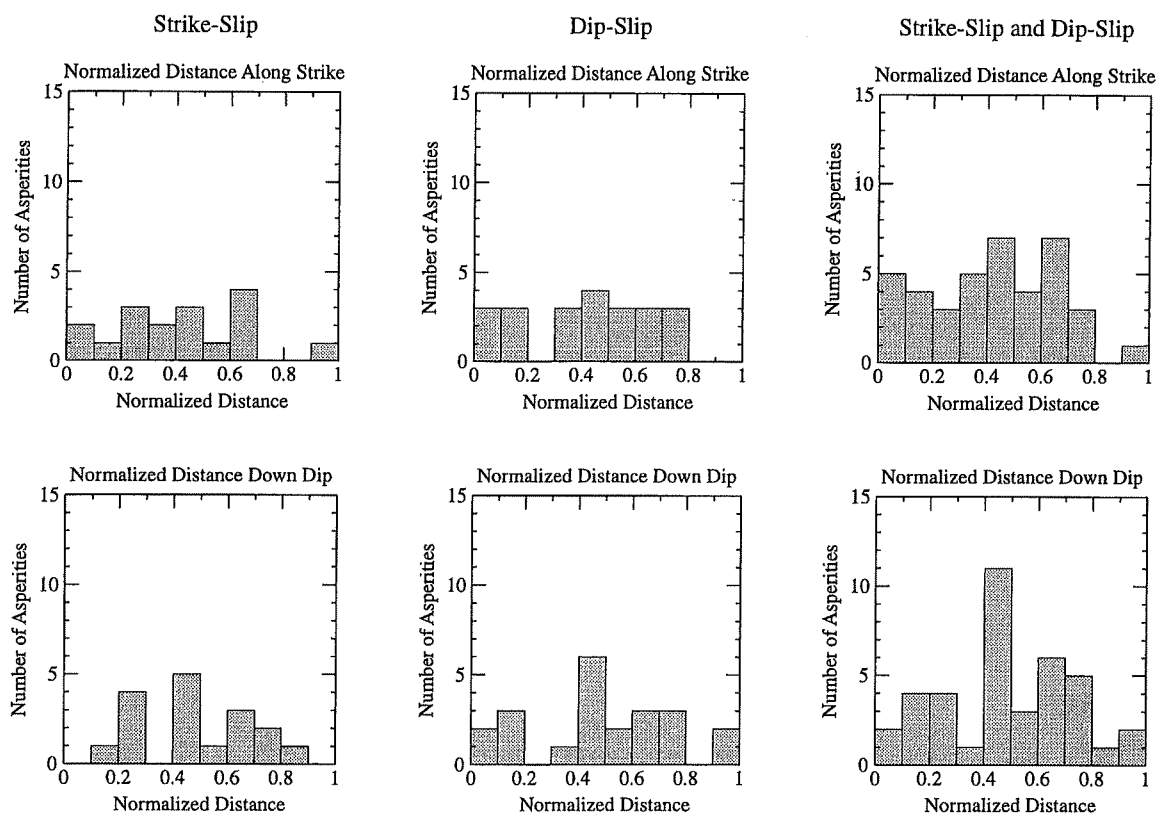 Strike-Slip
Dip-Slip
Strike-Slip and Dip-Slip
Normalized Distance Along Strike
15
10
5
0
Number of Asperities
0 0.2 0.4 0.6 0.8 1
Normalized Distance
Normalized Distance Along Strike
15
10
5
0
Number of Asperities
0 0.2 0.4 0.6 0.8 1
Normalized Distance
Normalized Distance Along Strike
15
10
5
0
Number of Asperities
0 0.2 0.4 0.6 0.8 1
Normalized Distance
Normalized Distance Down Dip
15
10
5
0
Number of Asperities
0 0.2 0.4 0.6 0.8 1
Normalized Distance
Normalized Distance Down Dip
15
10
5
0
Number of Asperities
0 0.2 0.4 0.6 0.8 1
Normalized Distance
Normalized Distance Down Dip
15
10
5
0
Number of Asperities
0 0.2 0.4 0.6 0.8 1
Normalized Distance